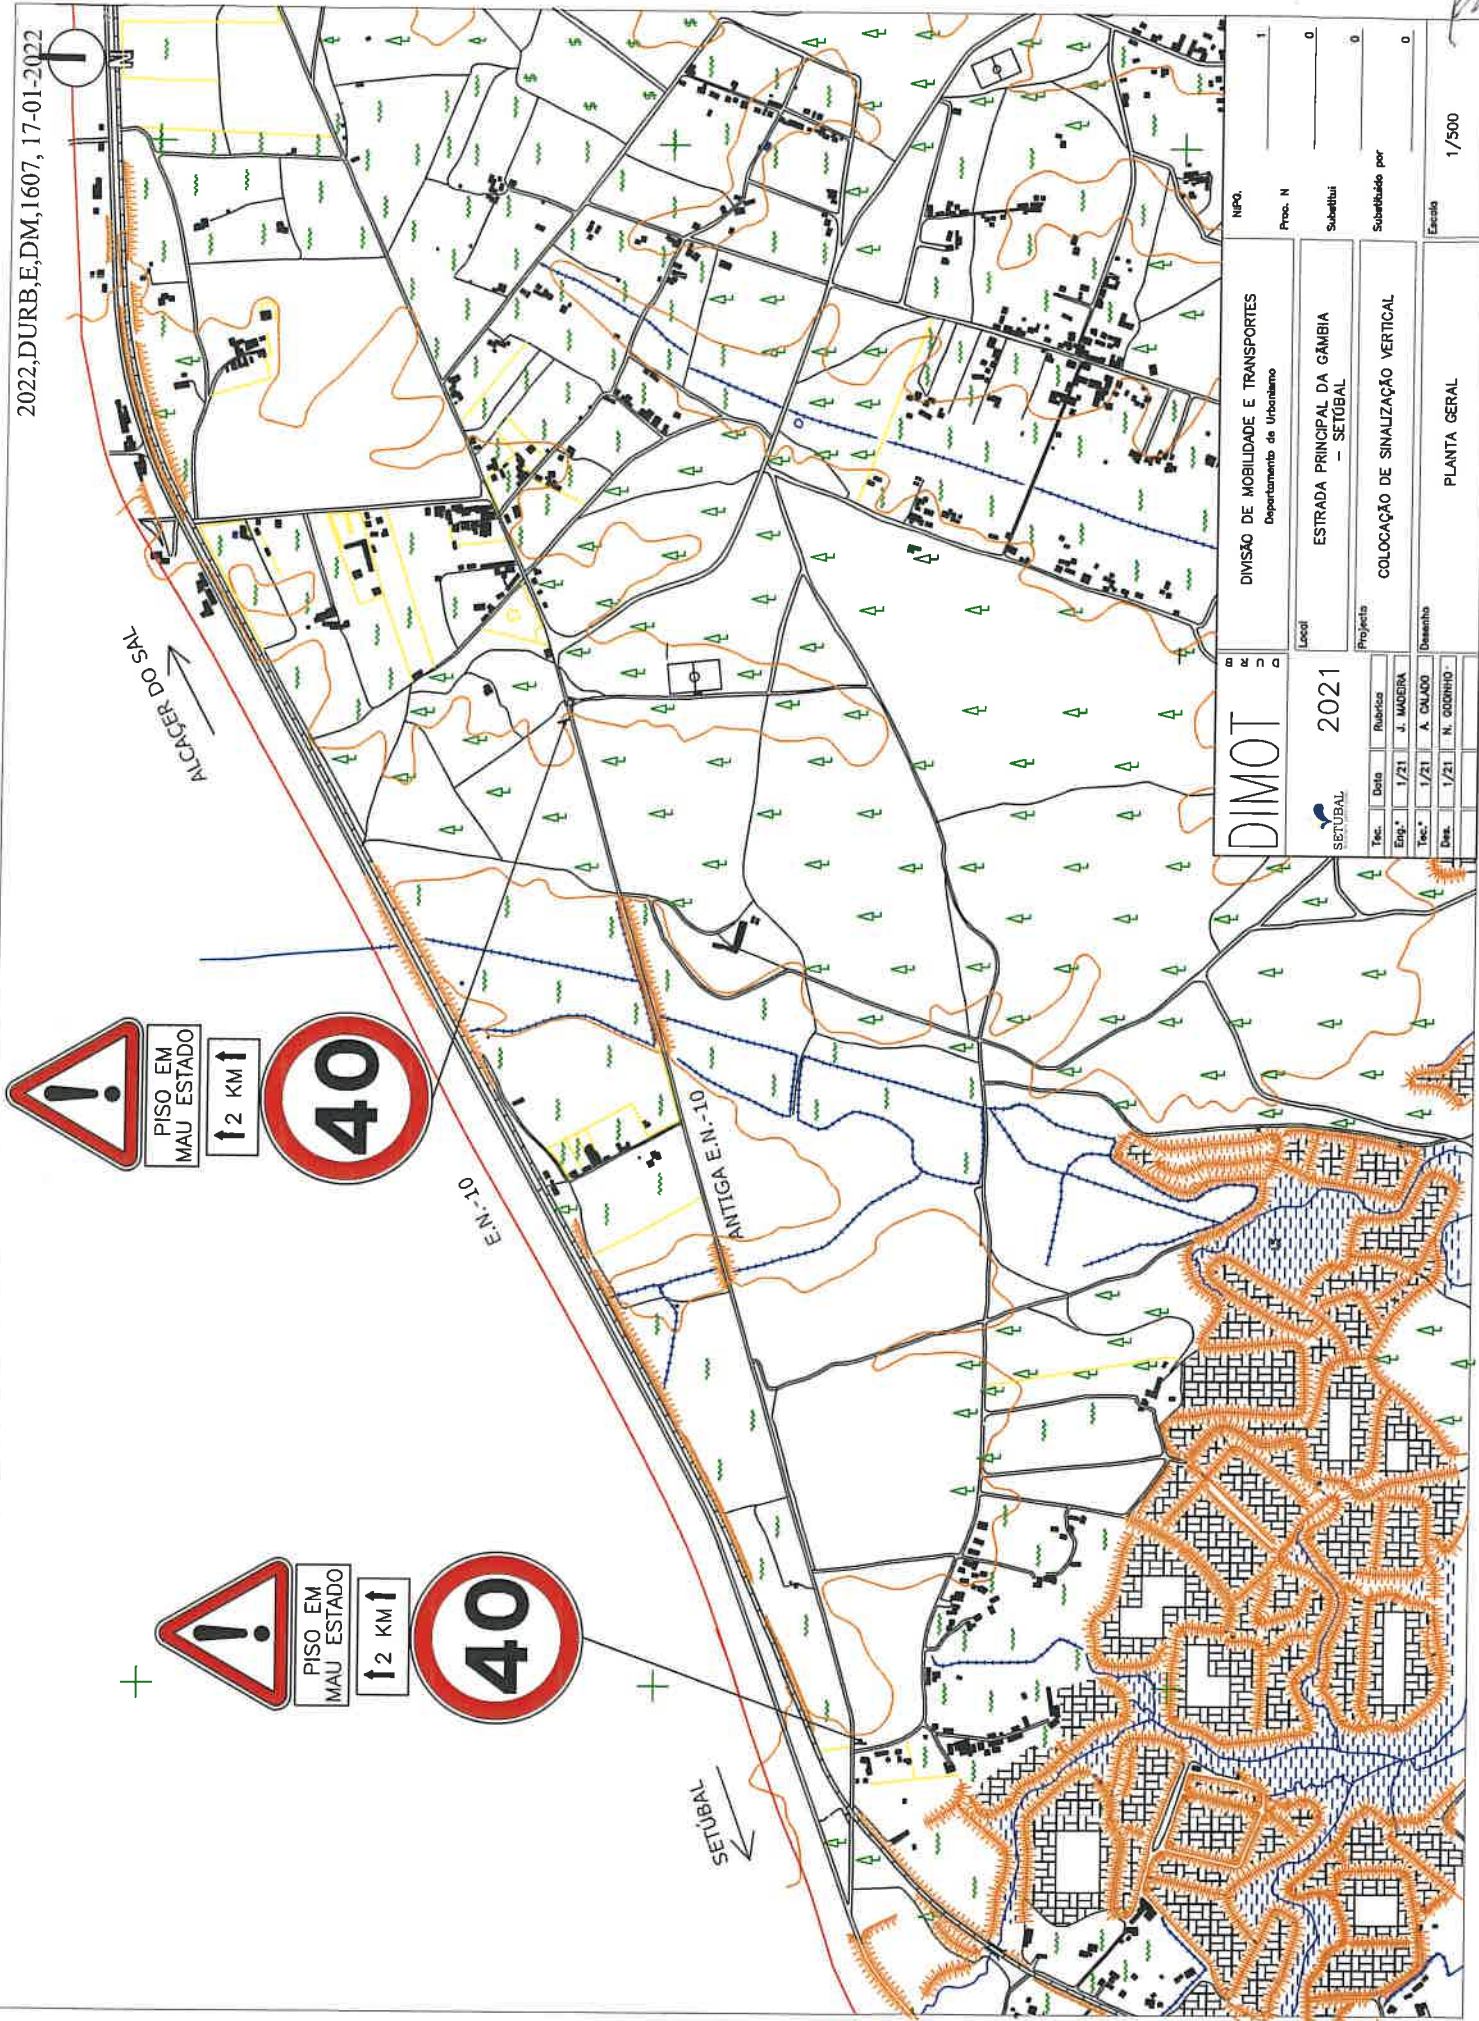 2022,DURB,E,DM,1607, 17-01-2022
N
ALCAÇER DO SAL
PISO EM
MAU ESTADO
2 KM
40
E.N.-10
ANTIGA E.N.-10
PISO EM
MAU ESTADO
2 KM
40
SETÚBAL
DIMOT
DIVISÃO DE MOBILIDADE E TRANSPORTES
Departamento de Urbanismo
NIPG.
1
Proc. N
0
Substitui
0
Substituido por
0
SETÚBAL
2021
Local
ESTRADA PRINCIPAL DA GÂMBIA
– SETÚBAL
Projecto
COLOCAÇÃO DE SINALIZAÇÃO VERTICAL
Tec. Data Rubrica
Eng.º 1/21 J. MADEIRA
Tec.º 1/21 A. CALADO
Des. 1/21 N. GODINHO
Desenho
PLANTA GERAL
Escala
1/500